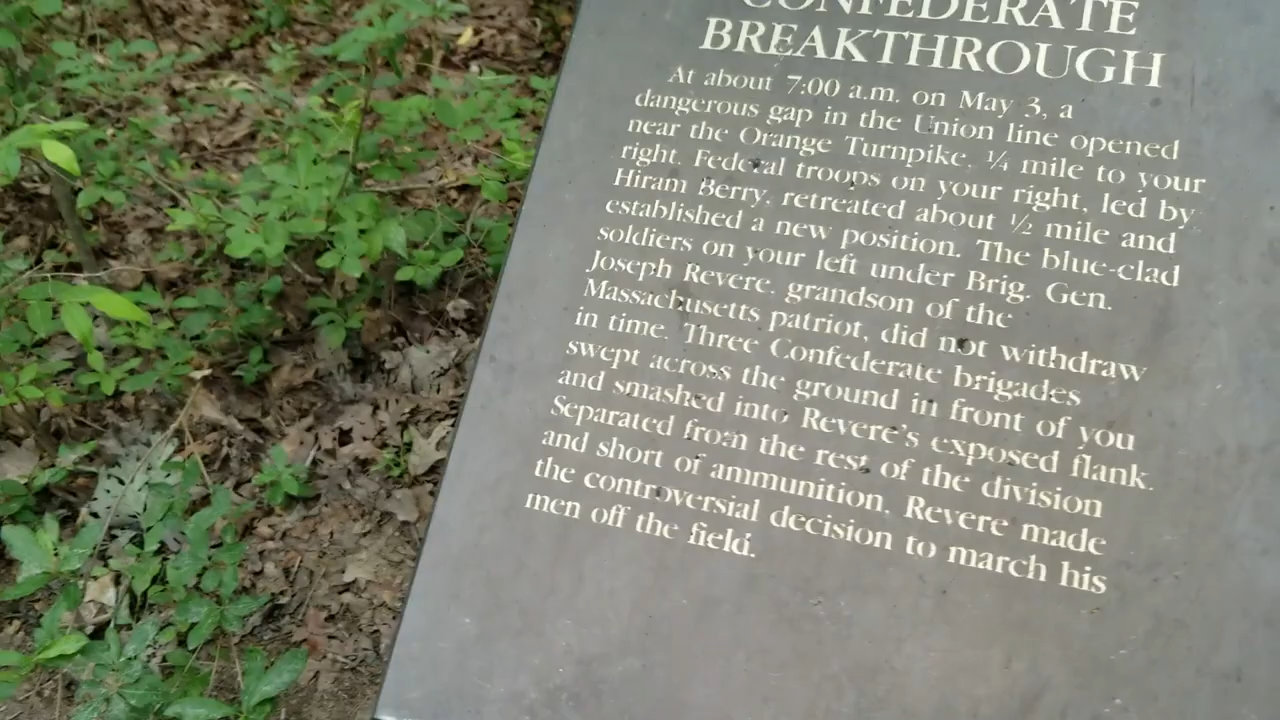 CONFEDERATE
BREAKTHROUGH
At about 7:00 a.m. on May 3, a
dangerous gap in the Union line opened
near the Orange Turnpike, ¼ mile to your
right. Federal troops on your right, led by
Hiram Berry, retreated about ½ mile and
established a new position. The blue-clad
soldiers on your left under Brig. Gen.
Joseph Revere, grandson of the
Massachusetts patriot, did not withdraw
in time. Three Confederate brigades
swept across the ground in front of you
and smashed into Revere's exposed flank.
Separated from the rest of the division
and short of ammunition, Revere made
the controversial decision to march his
men off the field.